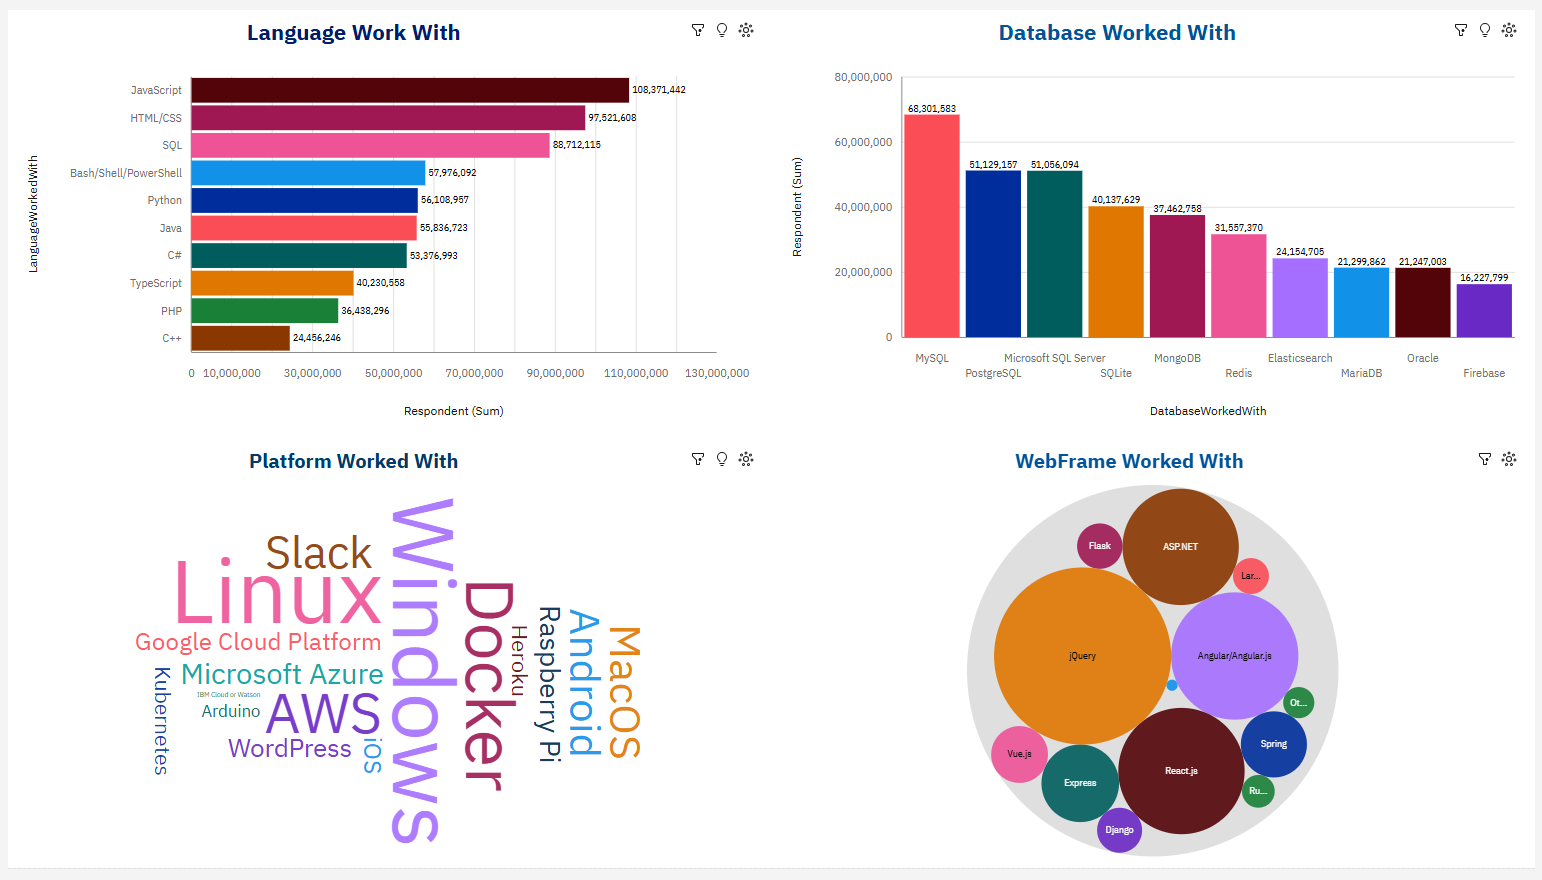 Language Work With
LanguageWorkedWith
JavaScript
108,371,442
HTML/CSS
97,521,608
SQL
88,712,115
Bash/Shell/PowerShell
57,976,092
Python
56,108,957
Java
55,836,723
C#
53,376,993
TypeScript
40,230,558
PHP
36,438,296
C++
24,456,246
0 10,000,000 30,000,000 50,000,000 70,000,000 90,000,000 110,000,000 130,000,000
Respondent (Sum)
Database Worked With
Respondent (Sum)
80,000,000
60,000,000
40,000,000
20,000,000
0
68,301,583
51,129,157
51,056,094
40,137,629
37,462,758
31,557,370
24,154,705
21,299,862
21,247,003
16,227,799
MySQL
PostgreSQL
Microsoft SQL Server
SQLite
MongoDB
Redis
Elasticsearch
MariaDB
Oracle
Firebase
DatabaseWorkedWith
Platform Worked With
Slack
Linux
Google Cloud Platform
Microsoft Azure
Kubernetes
IBM Cloud or Watson
Arduino
AWS
WordPress
iOS
Windows
Docker
Heroku
Raspberry Pi
Android
MacOS
WebFrame Worked With
Flask
ASP.NET
Lar...
jQuery
Angular/Angular.js
Ot...
Vue.js
Spring
React.js
Express
Ru...
Django